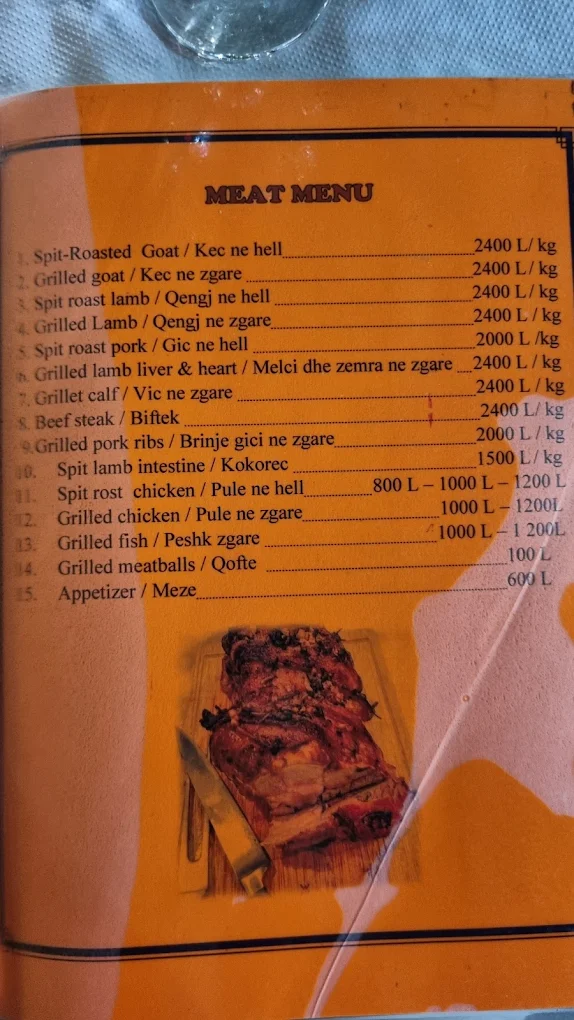 MEAT MENU
1. Spit-Roasted Goat / Kec ne hell 2400 L/ kg
2. Grilled goat / Kec ne zgare 2400 L / kg
3. Spit roast lamb / Qengj ne hell 2400 L / kg
4. Grilled Lamb / Qengj ne zgare 2400 L / kg
5. Spit roast pork / Gic ne hell 2000 L /kg
6. Grilled lamb liver & heart / Melci dhe zemra ne zgare 2400 L / kg
7. Grillet calf / Vic ne zgare 2400 L / kg
8. Beef steak / Biftek 2400 L/ kg
9. Grilled pork ribs / Brinje gici ne zgare 2000 L / kg
10. Spit lamb intestine / Kokorec 1500 L / kg
11. Spit rost chicken / Pule ne hell 800 L – 1000 L – 1200 L
12. Grilled chicken / Pule ne zgare 1000 L – 1200L
13. Grilled fish / Peshk zgare 1000 L – 1 200L
14. Grilled meatballs / Qofte 100 L
15. Appetizer / Meze 600 L